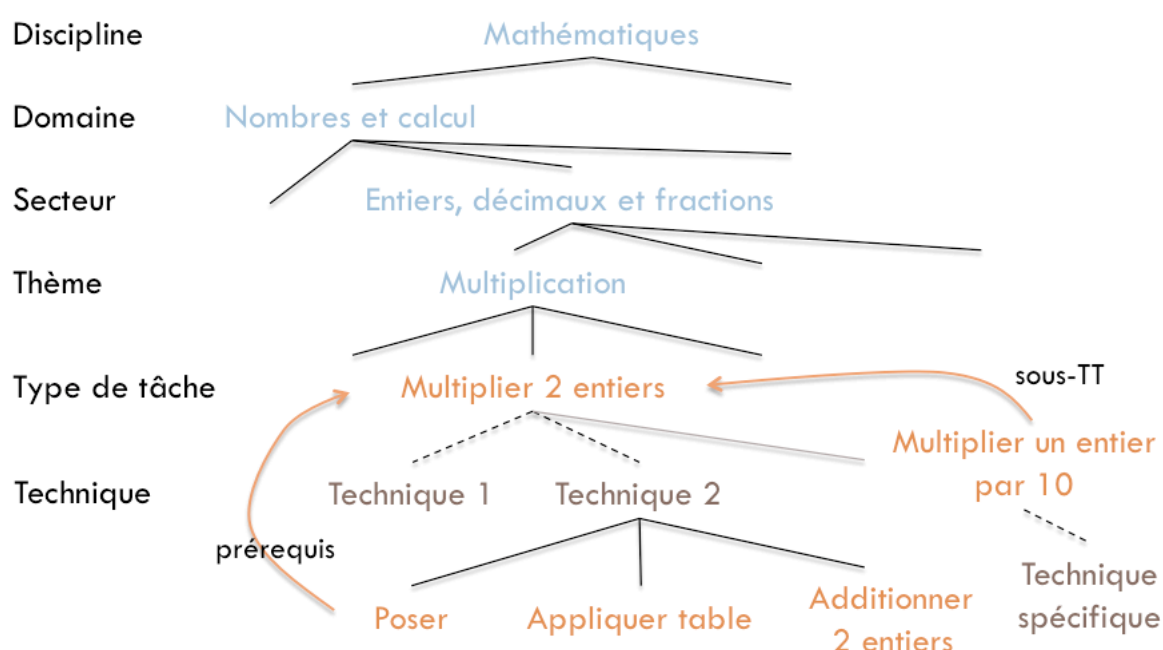 Discipline
Mathématiques
Domaine
Nombres et calcul
Secteur
Entiers, décimaux et fractions
Thème
Multiplication
Type de tâche
Multiplier 2 entiers
sous-TT
Multiplier un entier
par 10
Technique
Technique 1
Technique 2
prérequis
Technique
spécifique
Poser
Appliquer table
Additionner
2 entiers